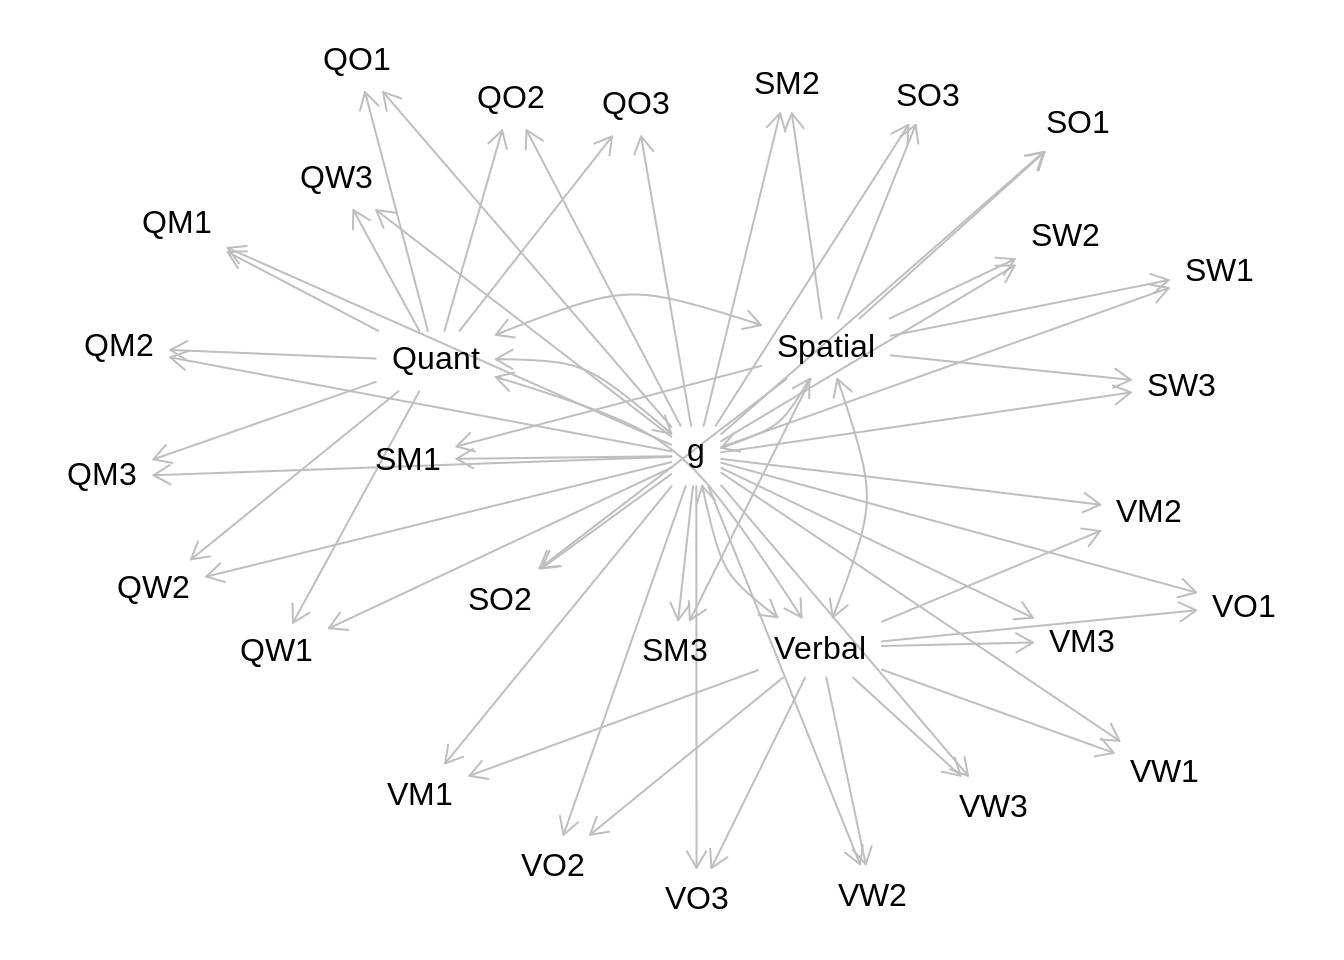 QO1
SM2
QO2
SO3
QO3
SO1
QW3
QM1
SW2
SW1
QM2
Spatial
Quant
SW3
g
SM1
QM3
VM2
QW2
SO2
VO1
VM3
Verbal
QW1
SM3
VW1
VM1
VW3
VO2
VW2
VO3